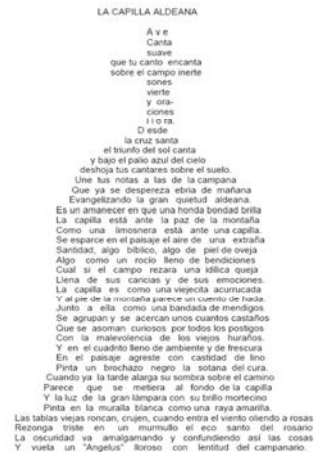 LA CAPILLA ALDEANA
A v e
Canta
suave
que tu canto encanta
sobre el campo inerte
sones
vierte
y ora-
ciones
D esde
la cruz santa
el triunfo del sol canta
y bajo el palio azul del cielo
deshoja tus cantares sobre el suelo.
Une tus notas a las de la campana
Que ya se despereza ebria de mañana
Evangelizando la gran quietud aldeana.
Es un amanecer en que una honda bondad brilla
La capilla está ante la paz de la montaña
Como una limosnera está ante una capilla.
Se esparce en el paisaje el aire de una extraña
Santidad, algo bíblico, algo de piel de oveja
Algo como un rocío lleno de bendiciones
Cual si el campo rezara una idílica queja
Llena de sus caricias y de sus emociones.
La capilla es como una viejecita acurrucada
Y al pie de la montaña parece un cuento de hada.
Junto a ella como una bandada de mendigos
Se agrupan y se acercan unos cuantos castaños
Que se asoman curiosos por todos los postigos
Con la malevolencia de los viejos huraños.
Y en el cuadrito lleno de ambiente y de frescura
En el paisaje agreste con castidad de lino
Pinta un brochazo negro la sotana del cura.
Cuando ya la tarde alarga su sombra sobre el camino
Parece que se metiera al fondo de la capilla
Y la luz de la gran lámpara con su brillo mortecino
Pinta en la muralla blanca como una raya amarilla.
Las tablas viejas roncan, crujen, cuando entra el viento oliendo a rosas
Rezonga triste en un murmullo el eco santo del rosario
La oscuridad va amalgamando y confundiendo así las cosas
Y vuela un "Angelus" lloroso con lentitud del campanario.